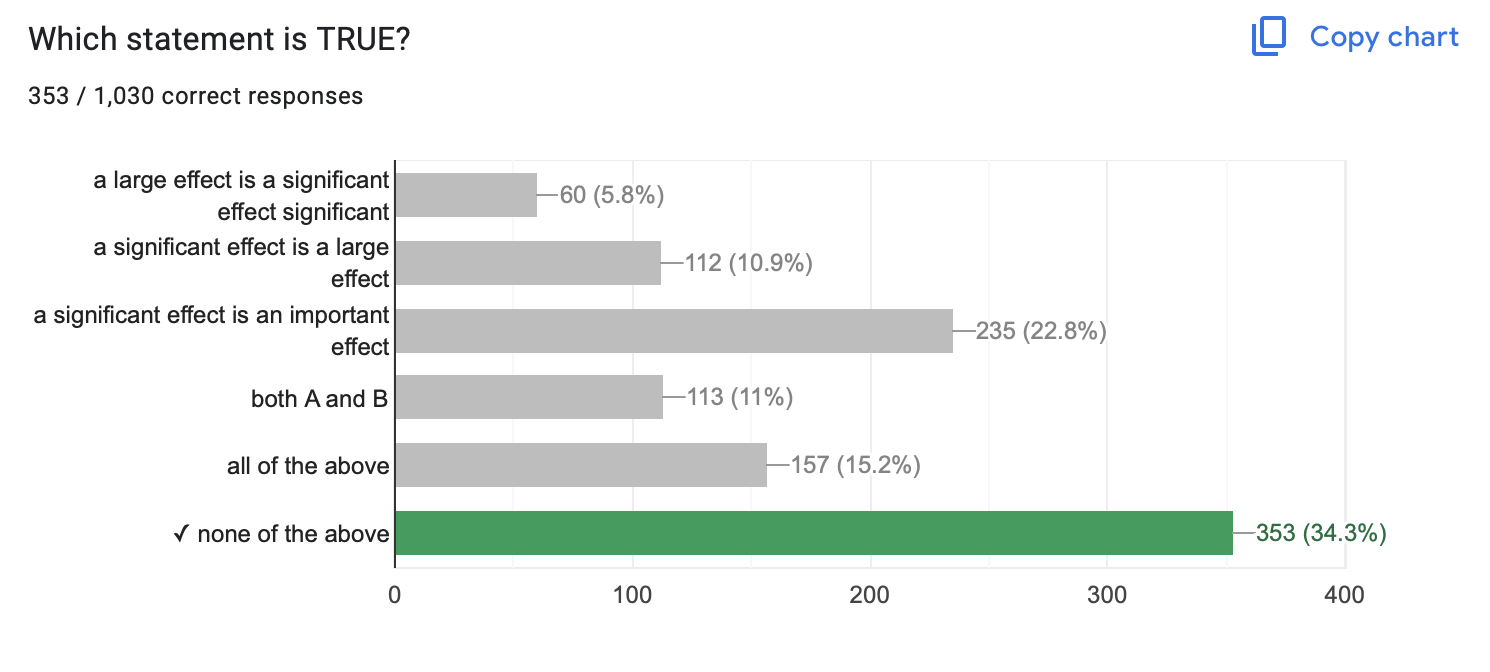 Which statement is TRUE?
Copy chart
353 / 1,030 correct responses
a large effect is a significant
effect significant
60 (5.8%)
a significant effect is a large
effect
112 (10.9%)
a significant effect is an important
effect
235 (22.8%)
both A and B
113 (11%)
all of the above
157 (15.2%)
✓ none of the above
353 (34.3%)
0 100 200 300 400